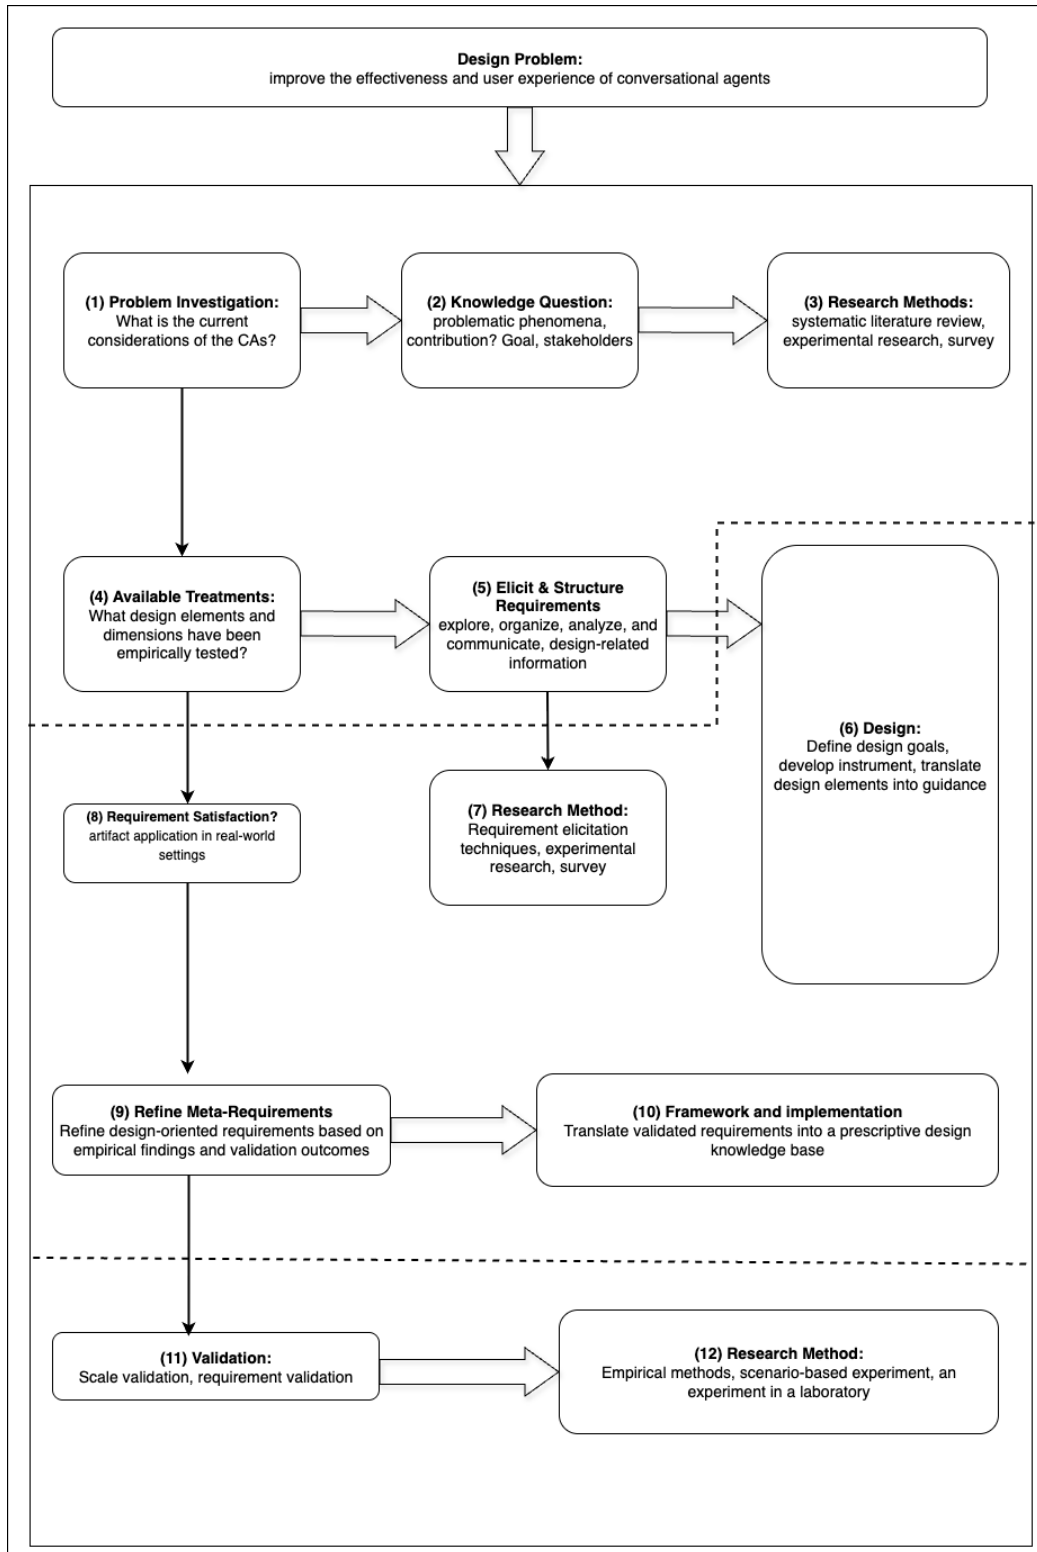 Design Problem:
improve the effectiveness and user experience of conversational agents
(1) Problem Investigation:
What is the current
considerations of the CAs?
(2) Knowledge Question:
problematic phenomena,
contribution? Goal, stakeholders
(3) Research Methods:
systematic literature review,
experimental research, survey
(4) Available Treatments:
What design elements and
dimensions have been
empirically tested?
(5) Elicit & Structure
Requirements
explore, organize, analyze, and
communicate, design-related
information
(6) Design:
Define design goals,
develop instrument, translate
design elements into guidance
(7) Research Method:
Requirement elicitation
techniques, experimental
research, survey
(8) Requirement Satisfaction?
artifact application in real-world
settings
(9) Refine Meta-Requirements
Refine design-oriented requirements based on
empirical findings and validation outcomes
(10) Framework and implementation
Translate validated requirements into a prescriptive design
knowledge base
(11) Validation:
Scale validation, requirement validation
(12) Research Method:
Empirical methods, scenario-based experiment, an
experiment in a laboratory